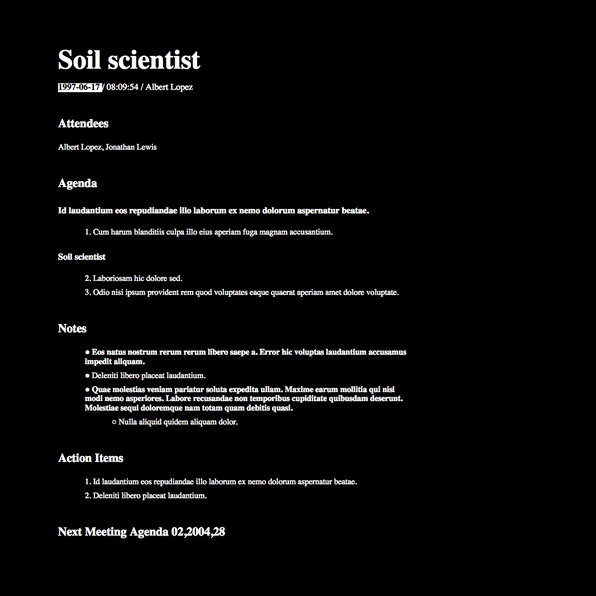 Soil scientist
1997-06-17 / 08:09:54 / Albert Lopez
Attendees
Albert Lopez, Jonathan Lewis
Agenda
Id laudantium eos repudiandae illo laborum ex nemo dolorum aspernatur beatae.
1. Cum harum blanditiis culpa illo eius aperiam fuga magnam accusantium.
Soil scientist
2. Laboriosam hic dolore sed.
3. Odio nisi ipsum provident rem quod voluptates eaque quaerat aperiam amet dolore voluptate.
Notes
● Eos natus nostrum rerum rerum libero saepe a. Error hic voluptas laudantium accusamus
impedit aliquam.
● Deleniti libero placeat laudantium.
● Quae molestias veniam pariatur soluta expedita ullam. Maxime earum mollitia qui nisi
modi nemo asperiores. Labore recusandae non temporibus cupiditate quibusdam deserunt.
Molestiae sequi doloremque nam totam quam debitis quasi.
○ Nulla aliquid quidem aliquam dolor.
Action Items
1. Id laudantium eos repudiandae illo laborum ex nemo dolorum aspernatur beatae.
2. Deleniti libero placeat laudantium.
Next Meeting Agenda 02,2004,28